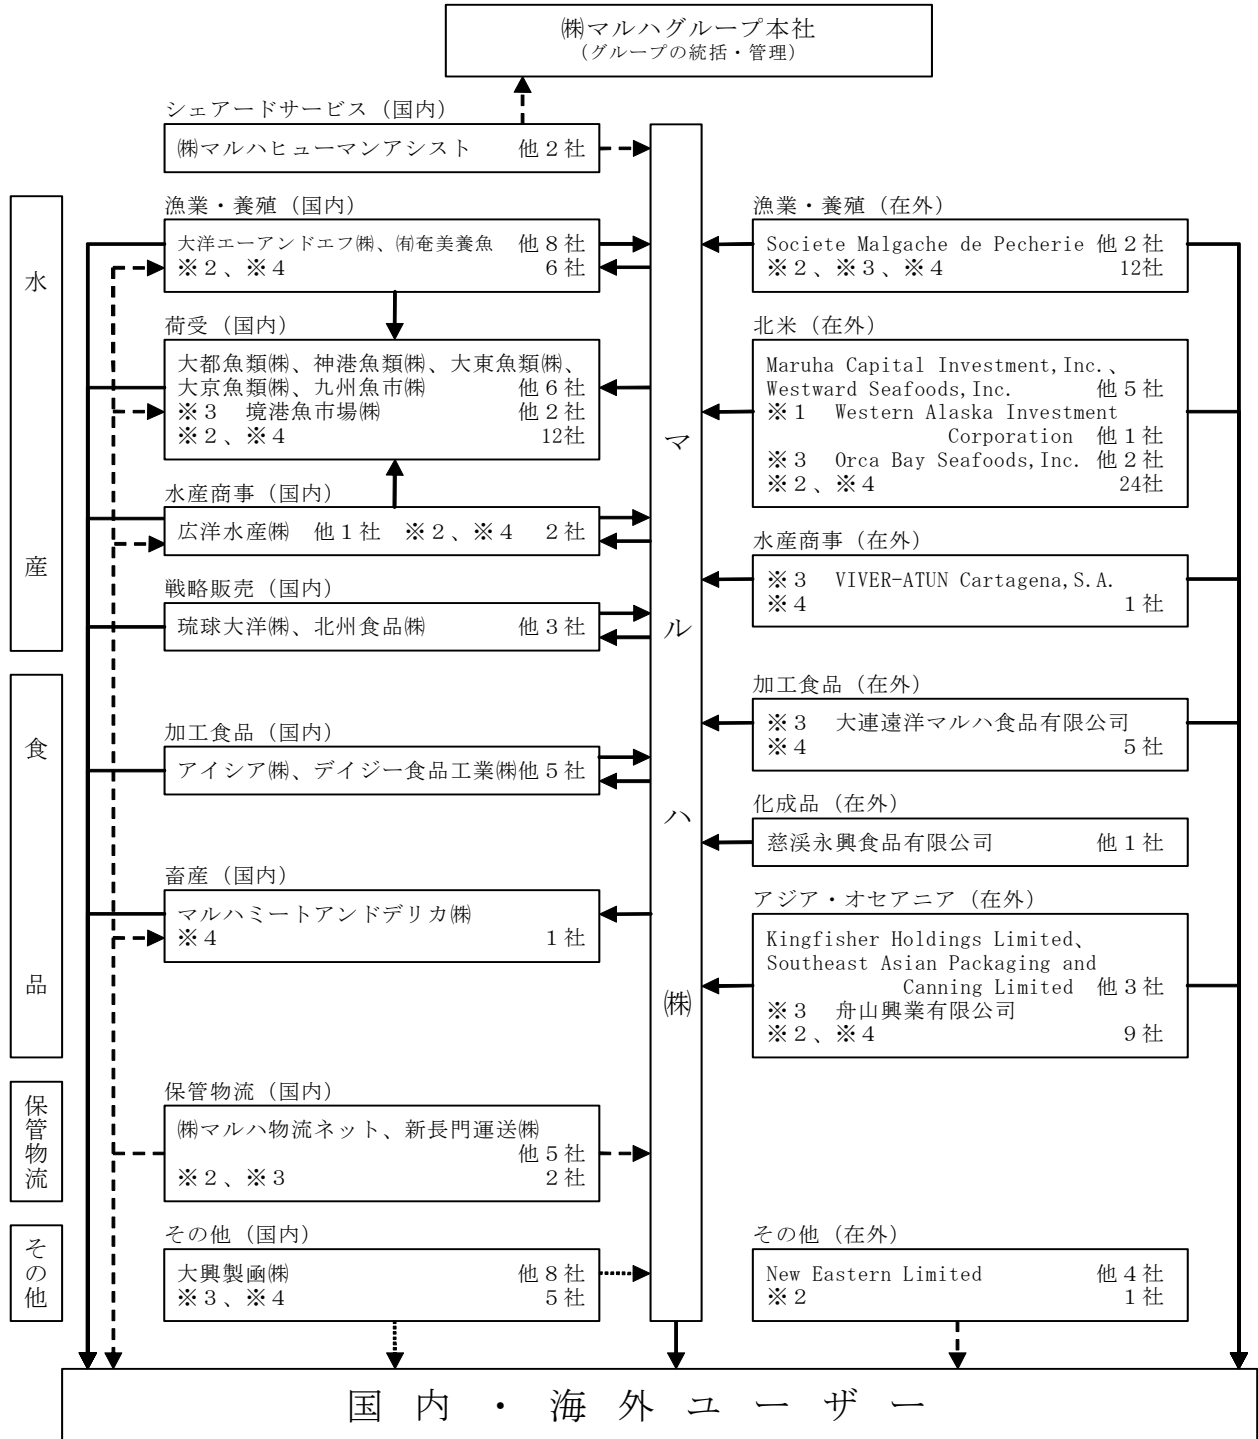 ㈱マルハグループ本社
(グループの統括・管理)
シェアードサービス（国内）
㈱マルハヒューマンアシスト　他２社
水産
漁業・養殖（国内）
大洋エーアンドエフ㈱、㈲奄美養魚　他８社
※２、※４　６社
荷受（国内）
大都魚類㈱、神港魚類㈱、大東魚類㈱、
大京魚類㈱、九州魚市㈱　他６社
※３　境港魚市場㈱　他２社
※２、※４　12社
水産商事（国内）
広洋水産㈱　他１社　※２、※４　２社
戦略販売（国内）
琉球大洋㈱、北州食品㈱　他３社
食品
加工食品（国内）
アイシア㈱、デイジー食品工業㈱他５社
畜産（国内）
マルハミートアンドデリカ㈱
※４　１社
保管物流
保管物流（国内）
㈱マルハ物流ネット、新長門運送㈱
他５社
※２、※３　２社
その他
その他（国内）
大興製凾㈱　他８社
※３、※４　５社
マルハ㈱
漁業・養殖（在外）
Societe Malgache de Pecherie 他２社
※２、※３、※４　12社
北米（在外）
Maruha Capital Investment,Inc.、
Westward Seafoods,Inc.　他５社
※１　Western Alaska Investment
Corporation　他１社
※３　Orca Bay Seafoods,Inc. 他２社
※２、※４　24社
水産商事（在外）
※３　VIVER-ATUN Cartagena,S.A.
※４　１社
加工食品（在外）
※３　大連遠洋マルハ食品有限公司
※４　５社
化成品（在外）
慈渓永興食品有限公司　他１社
アジア・オセアニア（在外）
Kingfisher Holdings Limited、
Southeast Asian Packaging and
Canning Limited　他３社
※３　舟山興業有限公司
※２、※４　９社
その他（在外）
New Eastern Limited　他４社
※２　１社
国内・海外ユーザー